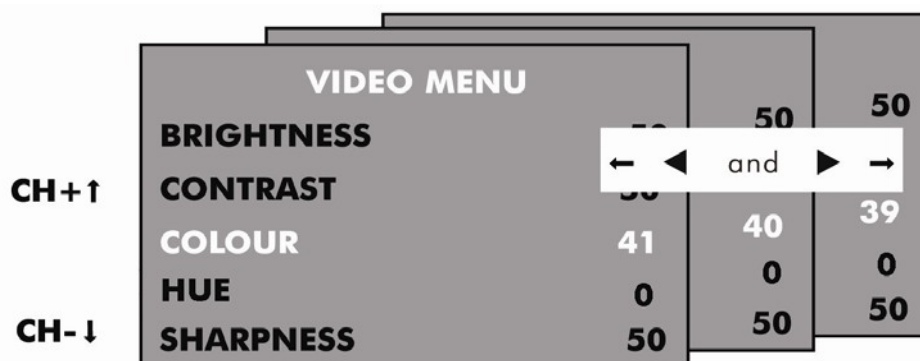 VIDEO MENU
BRIGHTNESS 50 50
← ◀ and ▶ →
CH+↑ CONTRAST
COLOUR 41 40 39
HUE 0 0 0
CH-↓ SHARPNESS 50 50 50